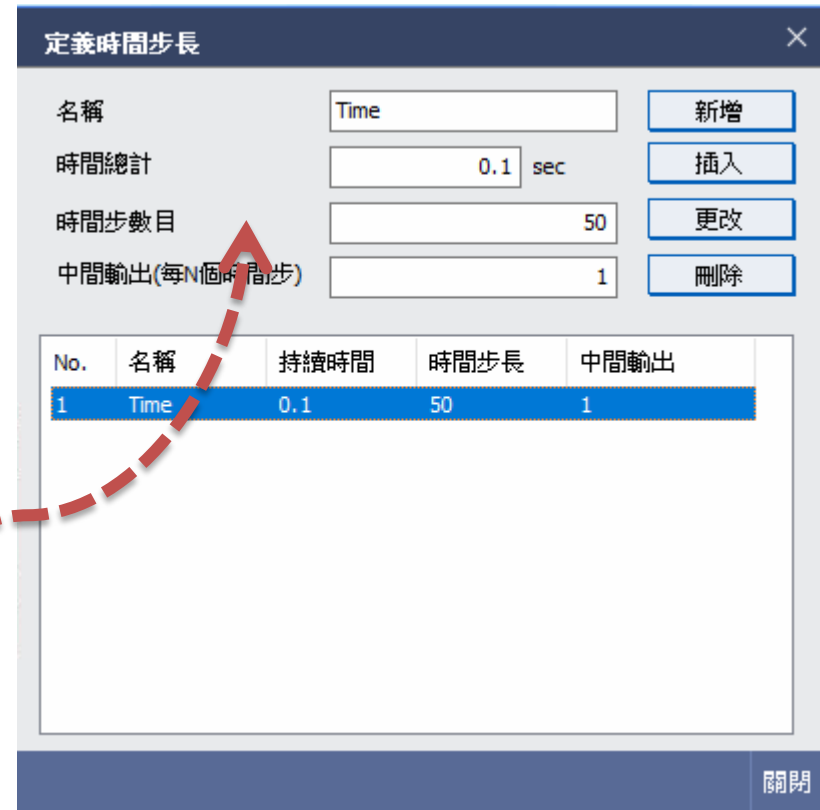 定義時間步長
名稱 Time 新增
時間總計 0.1 sec 插入
時間步數目 50 更改
中間輸出(每N個時間步) 1 刪除
No. 名稱 持續時間 時間步長 中間輸出
1 Time 0.1 50 1
關閉